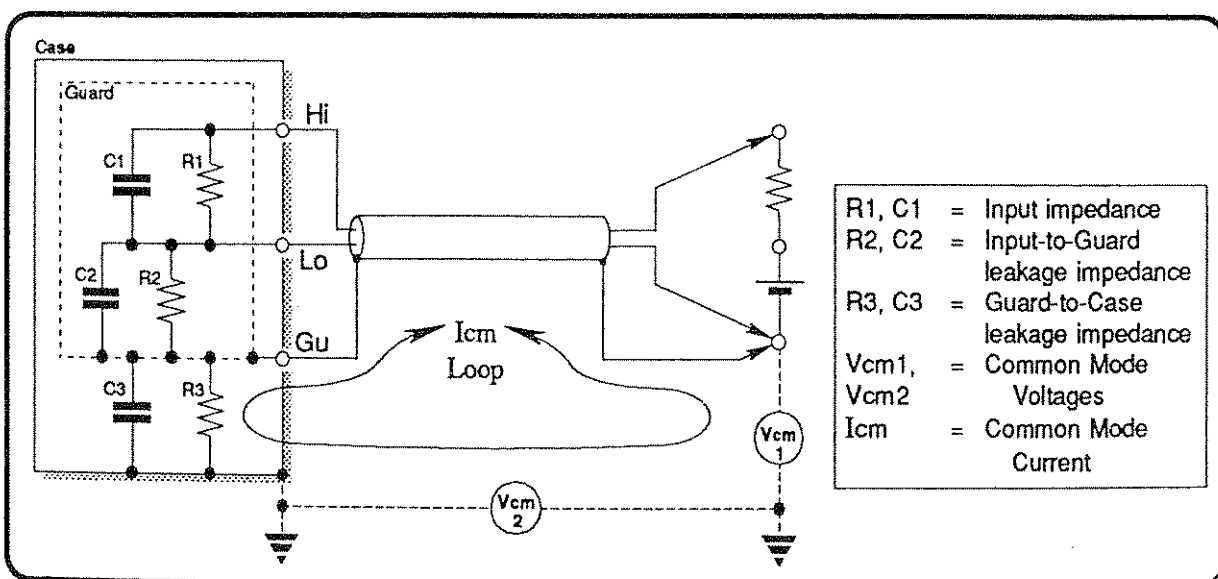 Case
Guard
Hi
C1
R1
Lo
C2
R2
Gu
C3
R3
Icm
Loop
Vcm
1
Vcm
2
R1, C1 = Input impedance
R2, C2 = Input-to-Guard
leakage impedance
R3, C3 = Guard-to-Case
leakage impedance
Vcm1, = Common Mode
Vcm2 Voltages
Icm = Common Mode
Current